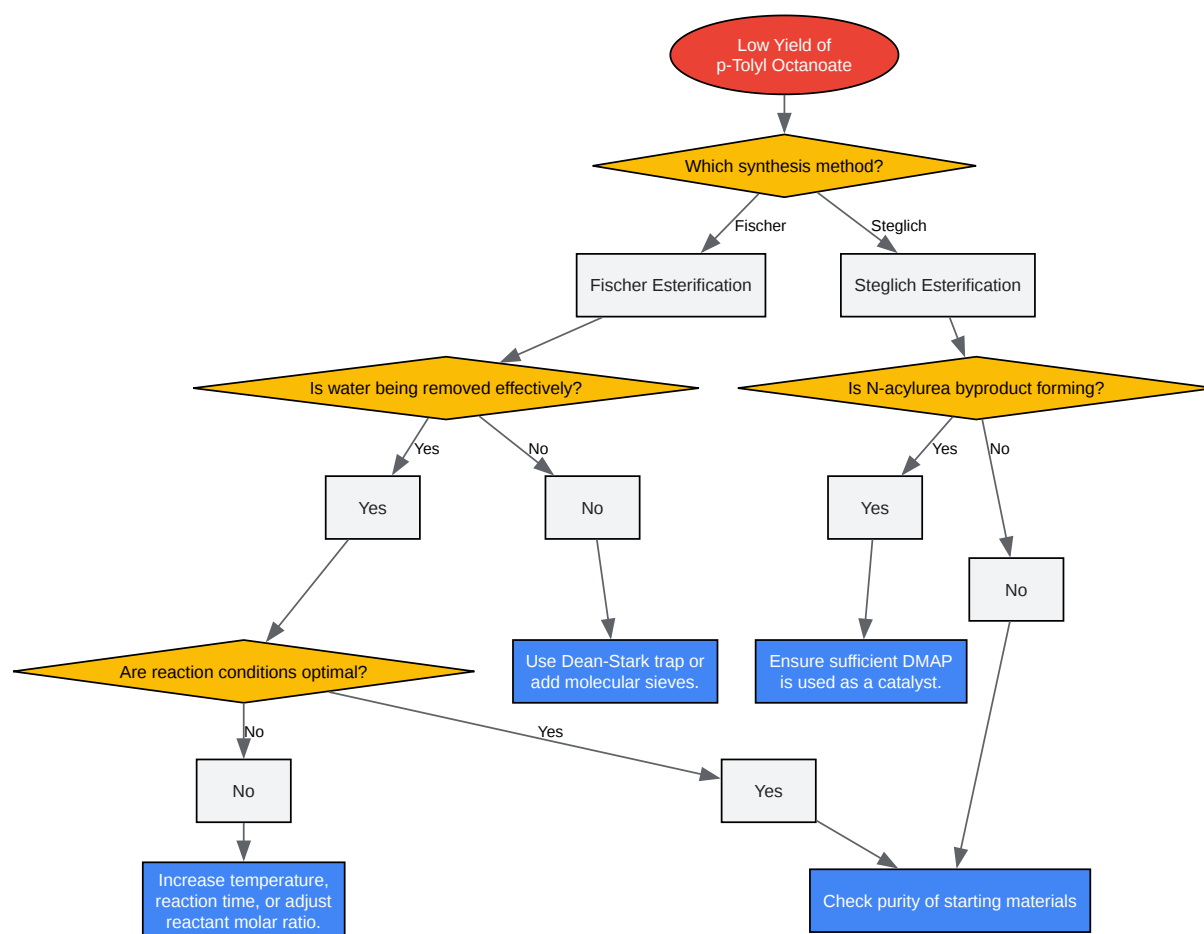 Low Yield of
p-Tolyl Octanoate
Which synthesis method?
Fischer
Steglich
Fischer Esterification
Steglich Esterification
Is water being removed effectively?
Is N-acylurea byproduct forming?
Yes
No
Yes
No
Yes
No
Yes
No
Use Dean-Stark trap or
add molecular sieves.
Ensure sufficient DMAP
is used as a catalyst.
Are reaction conditions optimal?
No
Yes
No
Yes
Increase temperature,
reaction time, or adjust
reactant molar ratio.
Check purity of starting materials